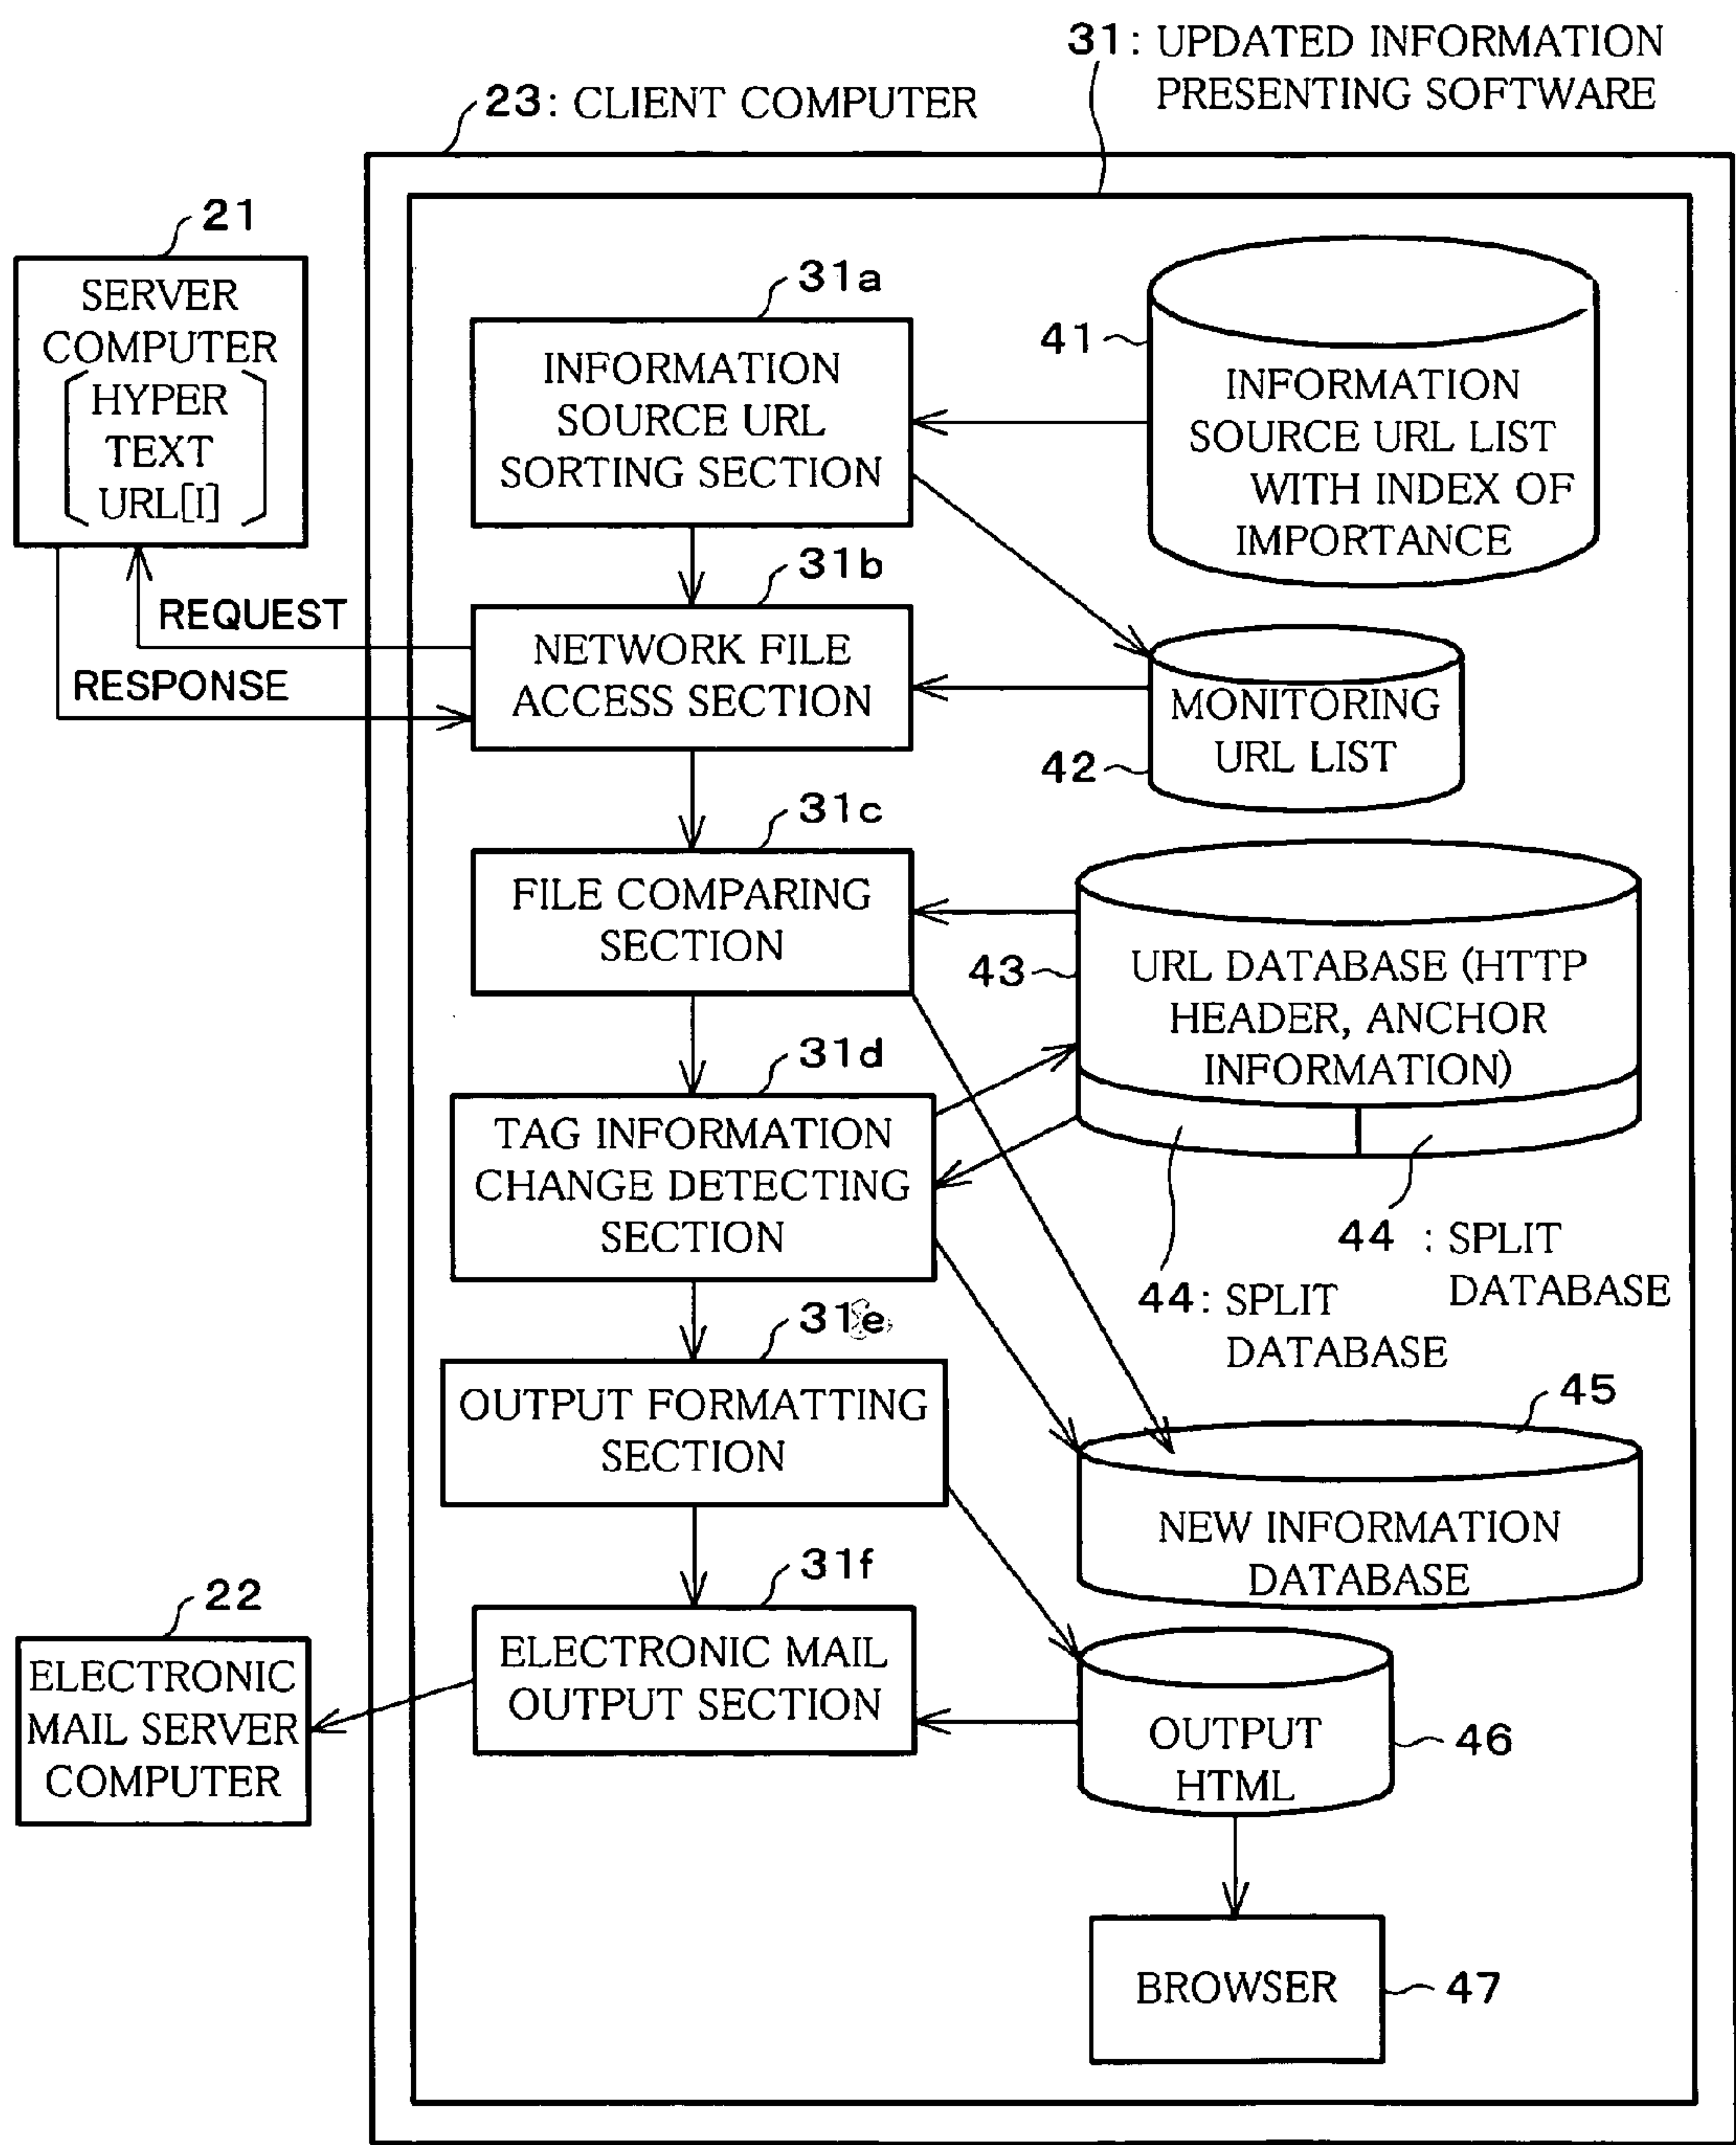 31: UPDATED INFORMATION
PRESENTING SOFTWARE
23: CLIENT COMPUTER
21
SERVER
COMPUTER
HYPER
TEXT
URL[I]
REQUEST
RESPONSE
31a
INFORMATION
SOURCE URL
SORTING SECTION
41
INFORMATION
SOURCE URL LIST
WITH INDEX OF
IMPORTANCE
31b
NETWORK FILE
ACCESS SECTION
42
MONITORING
URL LIST
31c
FILE COMPARING
SECTION
43
URL DATABASE (HTTP
HEADER, ANCHOR
INFORMATION)
31d
TAG INFORMATION
CHANGE DETECTING
SECTION
44 : SPLIT
DATABASE
44: SPLIT
DATABASE
31e
OUTPUT FORMATTING
SECTION
45
NEW INFORMATION
DATABASE
31f
ELECTRONIC MAIL
OUTPUT SECTION
22
ELECTRONIC
MAIL SERVER
COMPUTER
OUTPUT
HTML
46
BROWSER
47